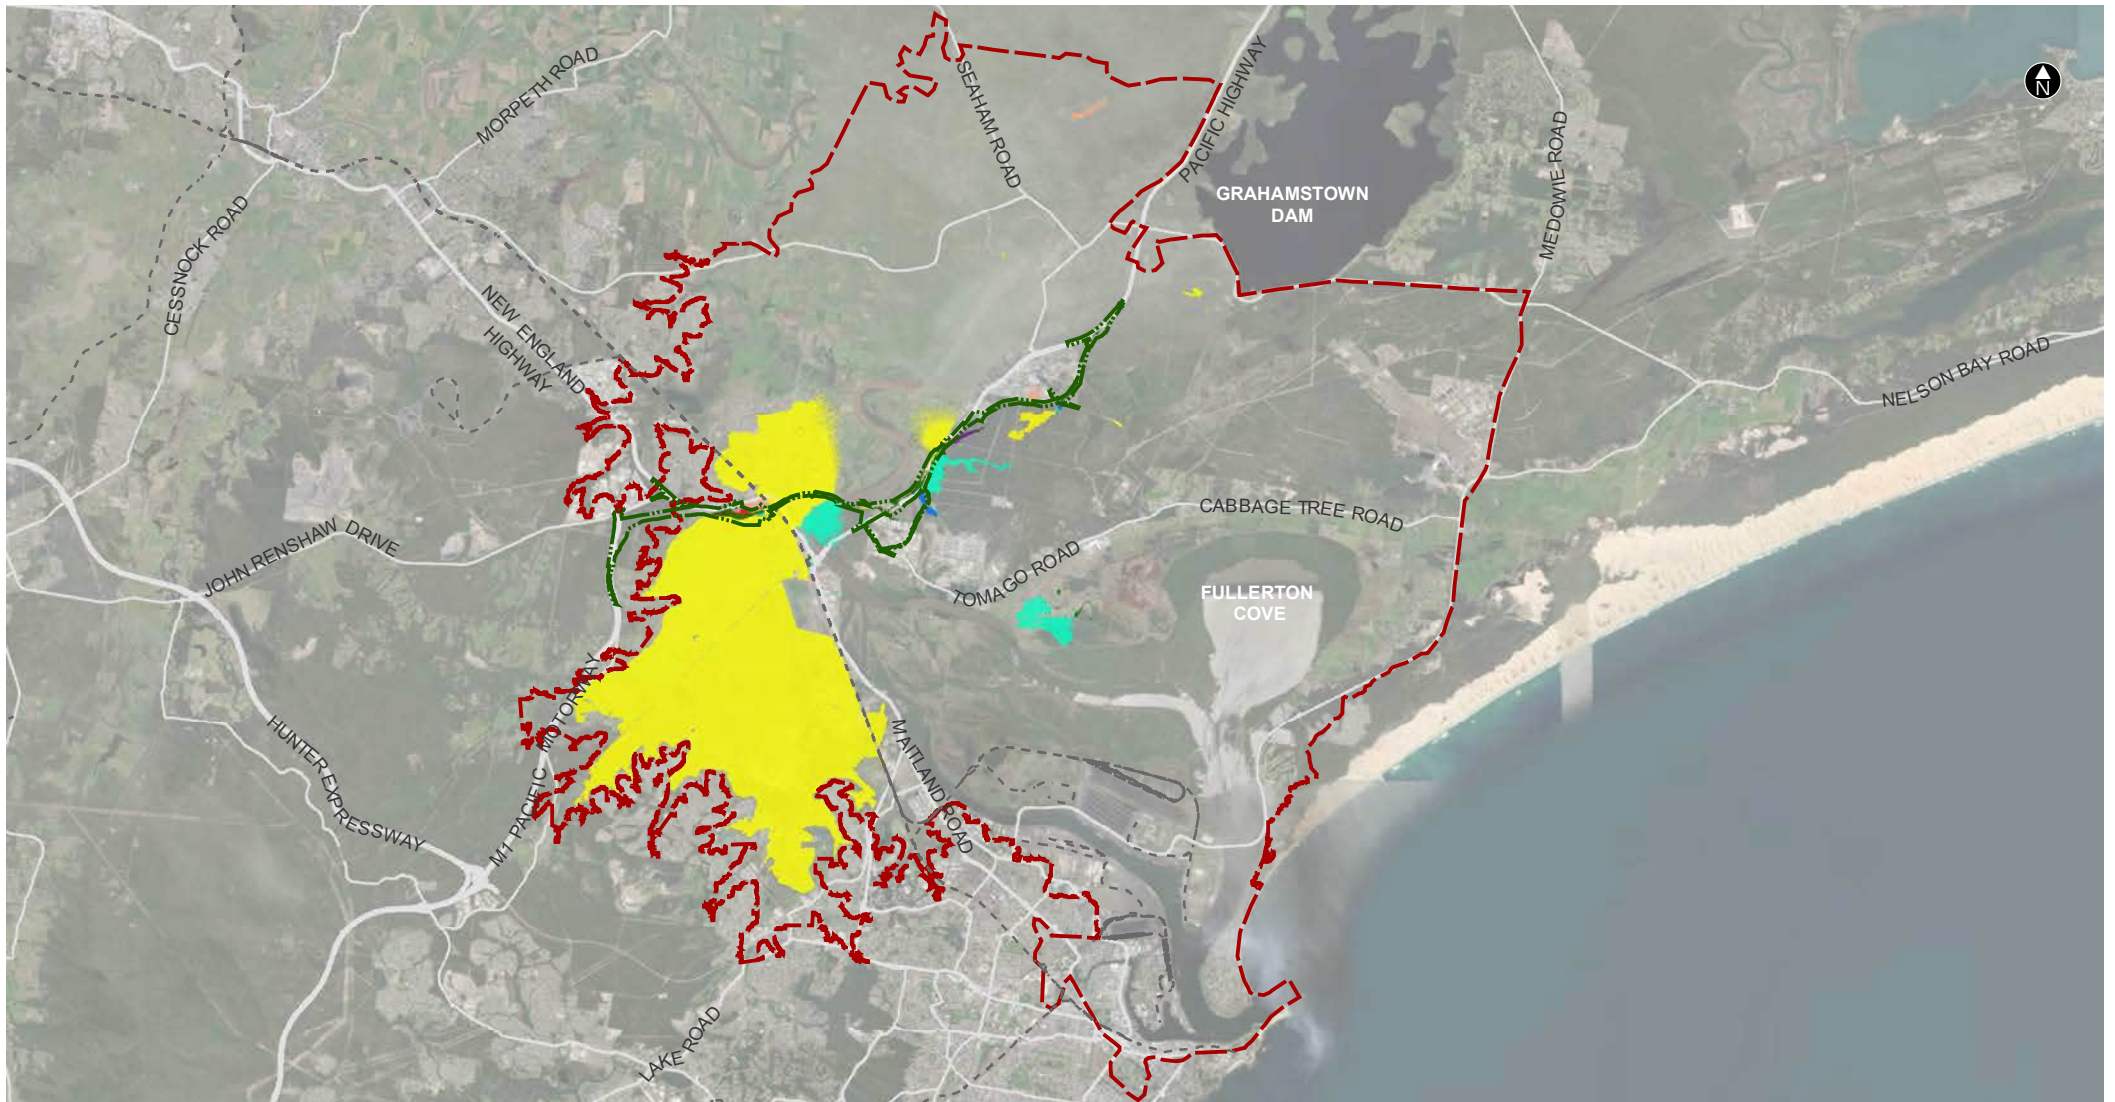 MORPETH ROAD
SEAHAM ROAD
PACIFIC HIGHWAY
N
GRAHAMSTOWN
DAM
MEDOWIE ROAD
CESSNOCK ROAD
NEW ENGLAND
HIGHWAY
NELSON BAY ROAD
JOHN RENSHAW DRIVE
CABBAGE TREE ROAD
TOMAGO ROAD
FULLERTON
COVE
HUNTER EXPRESSWAY
M1 PACIFIC MOTORWAY
MAITLAND ROAD
LAKE ROAD